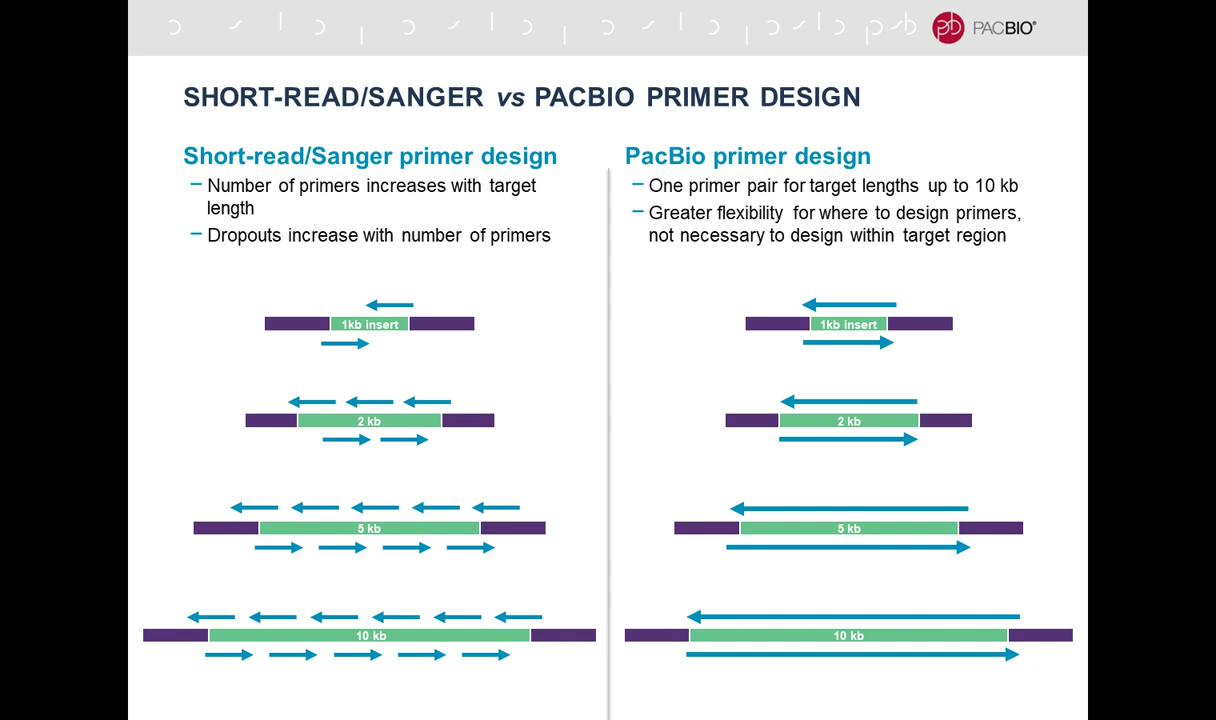 PACBIO®
SHORT-READ/SANGER vs PACBIO PRIMER DESIGN
Short-read/Sanger primer design
– Number of primers increases with target
length
– Dropouts increase with number of primers
1kb insert
2 kb
5 kb
10 kb
PacBio primer design
– One primer pair for target lengths up to 10 kb
– Greater flexibility for where to design primers,
not necessary to design within target region
1kb insert
2 kb
5 kb
10 kb